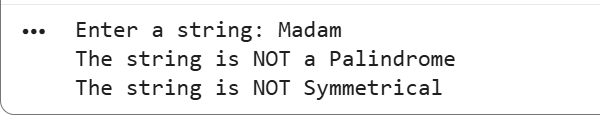 Enter a string: Madam
The string is NOT a Palindrome
The string is NOT Symmetrical